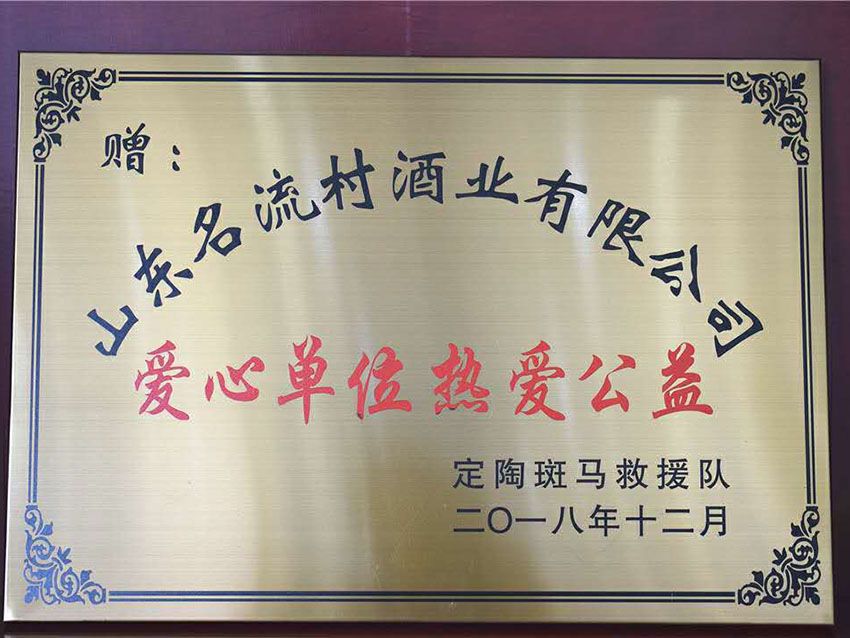 赠：
山东名流村酒业有限公司
爱心单位热爱公益
定陶斑马救援队
二〇一八年十二月